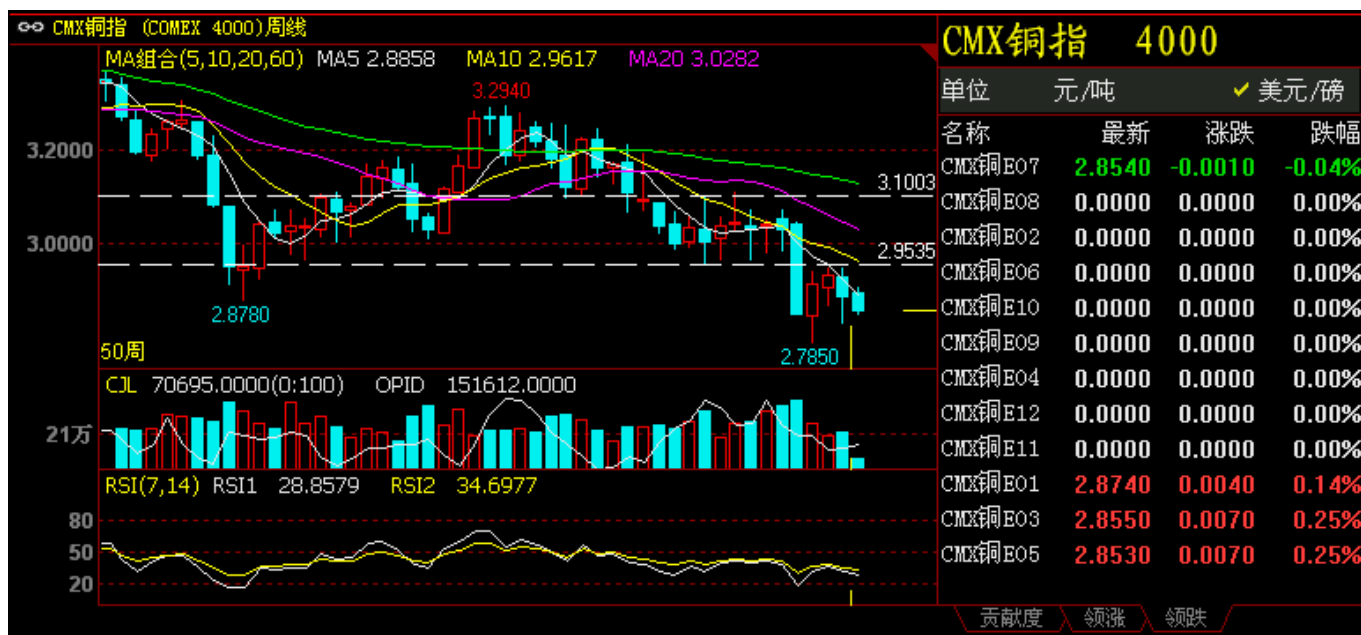 CMX铜指 (COMEX 4000)周线
MA组合(5,10,20,60) MA5 2.8858 MA10 2.9617 MA20 3.0282
3.2940
3.2000
3.1003
3.0000
2.9535
2.8780
2.7850
50周
CJL 70695.0000(0:100) OPID 151612.0000
21万
RSI(7,14) RSI1 28.8579 RSI2 34.6977
80
50
20
CMX铜指 4000
单位 元/吨 ✓ 美元/磅
名称 最新 涨跌 跌幅
CMX铜E07 2.8540 -0.0010 -0.04%
CMX铜E08 0.0000 0.0000 0.00%
CMX铜E02 0.0000 0.0000 0.00%
CMX铜E06 0.0000 0.0000 0.00%
CMX铜E10 0.0000 0.0000 0.00%
CMX铜E09 0.0000 0.0000 0.00%
CMX铜E04 0.0000 0.0000 0.00%
CMX铜E12 0.0000 0.0000 0.00%
CMX铜E11 0.0000 0.0000 0.00%
CMX铜E01 2.8740 0.0040 0.14%
CMX铜E03 2.8550 0.0070 0.25%
CMX铜E05 2.8530 0.0070 0.25%
贡献度 领涨 领跌